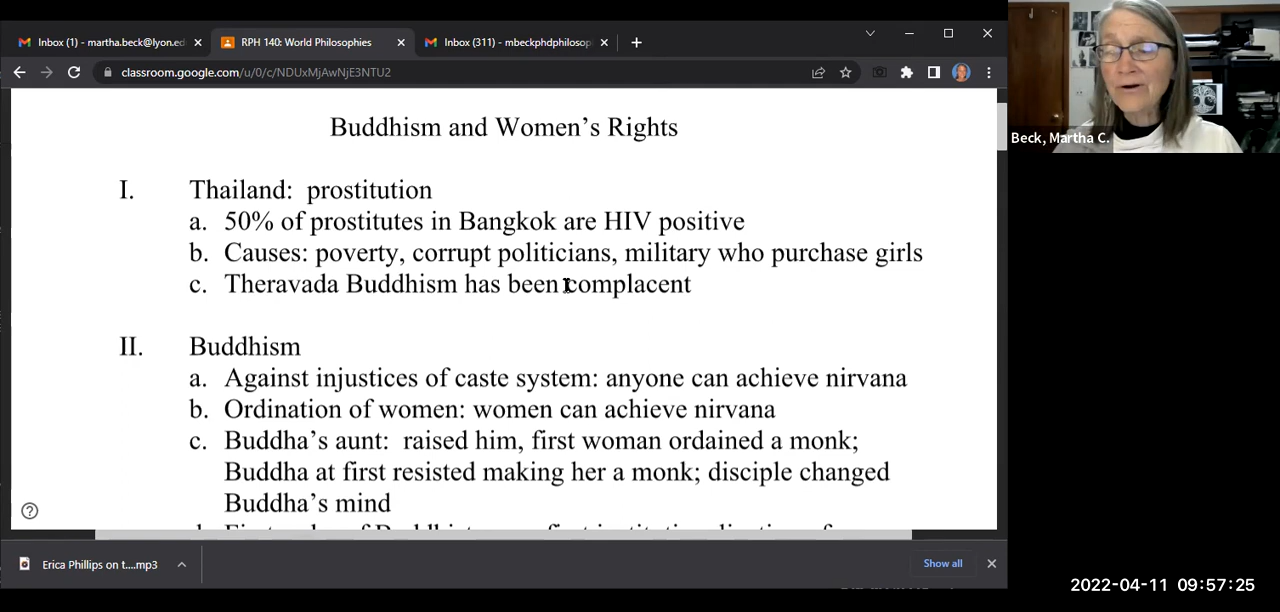 Inbox (1) - martha.beck@lyon.ed
RPH 140: World Philosophies
Inbox (311) - mbeckphdphilosop
classroom.google.com/u/0/c/NDUxMjAwNjE3NTU2
Beck, Martha C.
Buddhism and Women's Rights
I. Thailand: prostitution
a. 50% of prostitutes in Bangkok are HIV positive
b. Causes: poverty, corrupt politicians, military who purchase girls
c. Theravada Buddhism has been complacent
II. Buddhism
a. Against injustices of caste system: anyone can achieve nirvana
b. Ordination of women: women can achieve nirvana
c. Buddha's aunt: raised him, first woman ordained a monk;
Buddha at first resisted making her a monk; disciple changed
Buddha's mind
Erica Phillips on t....mp3
Show all
2022-04-11 09:57:25